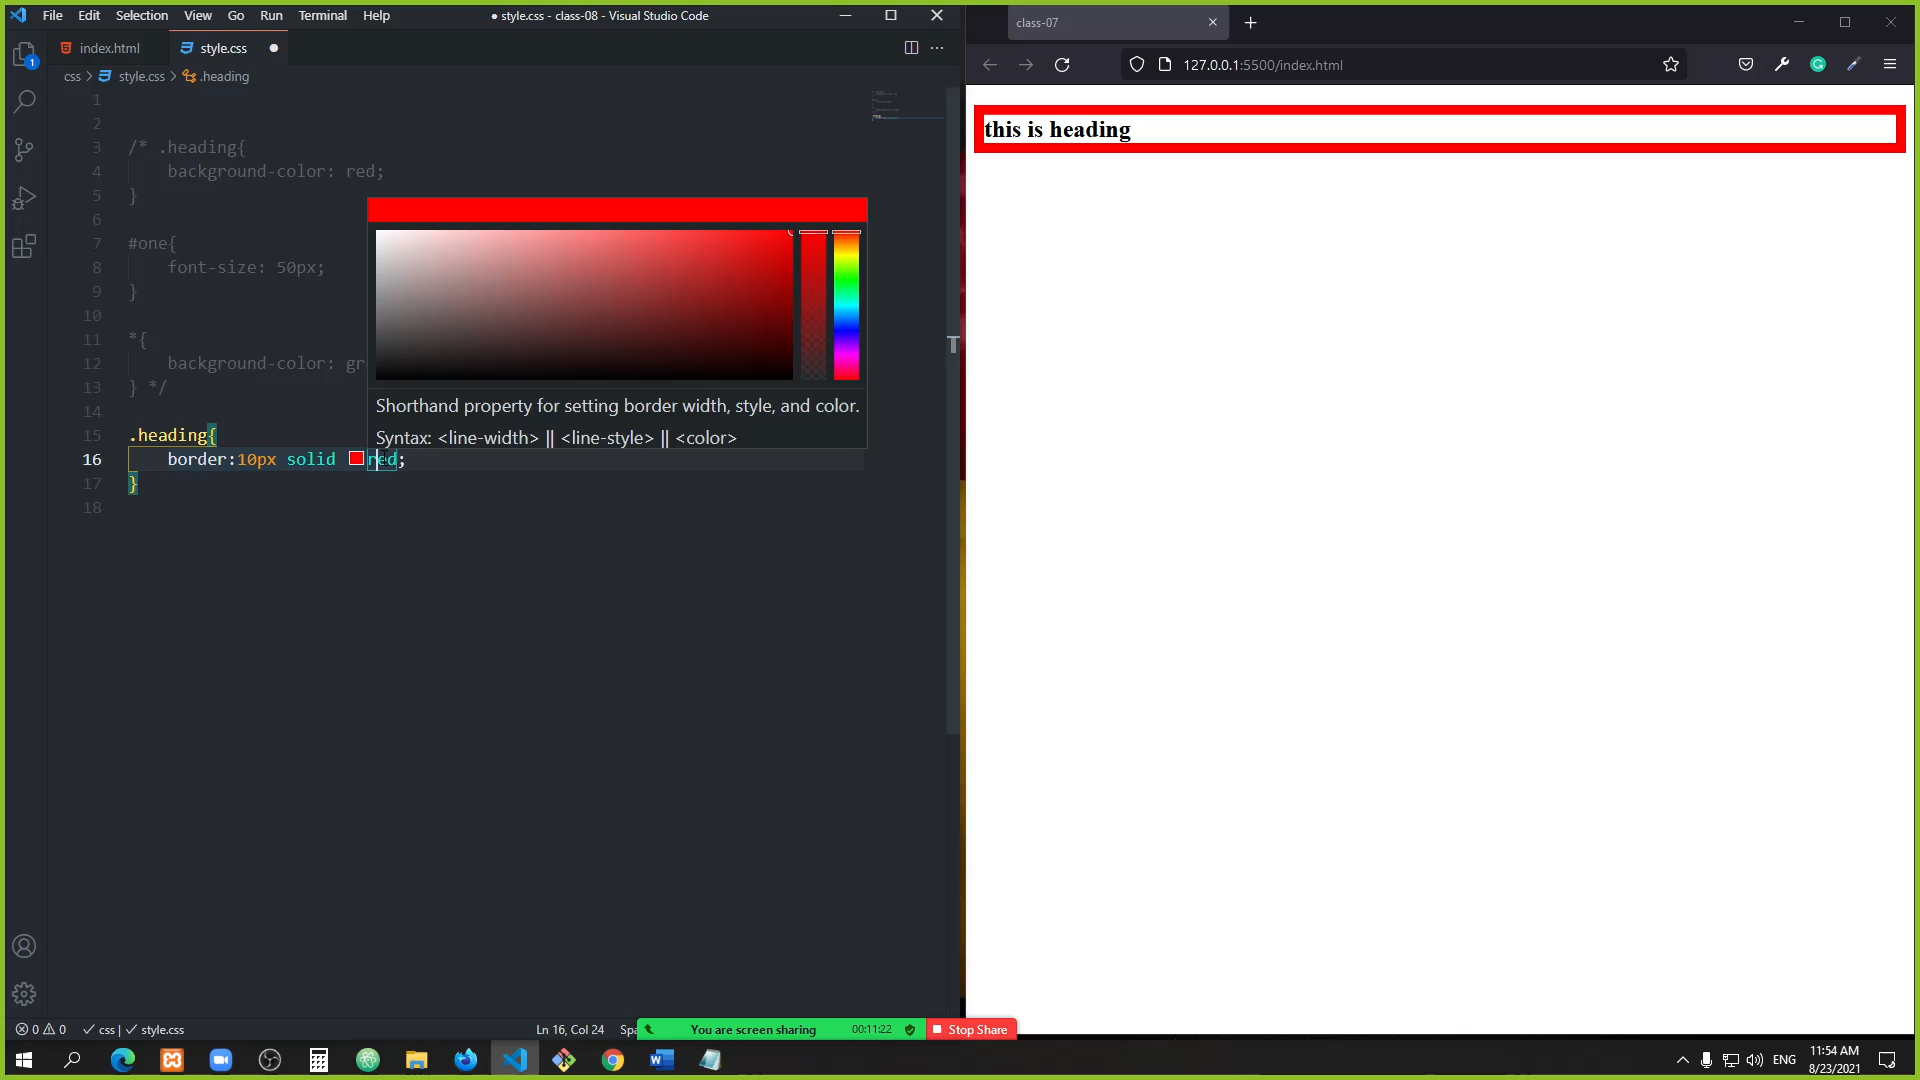 File Edit Selection View Go Run Terminal Help
● style.css - class-08 - Visual Studio Code
index.html
style.css
css > style.css > .heading
1
2
3 /* .heading{
4 background-color: red;
5 }
6
7 #one{
8 font-size: 50px;
9 }
10
11 *{
12 background-color: gr
13 } */
14
15 .heading{
16 border:10px solid red;
17 }
18
Shorthand property for setting border width, style, and color.
Syntax: <line-width> || <line-style> || <color>
1
0 0
css | style.css
Ln 16, Col 24
Spa
You are screen sharing
00:11:22
Stop Share
class-07
127.0.0.1:5500/index.html
this is heading
ENG
11:54 AM
8/23/2021